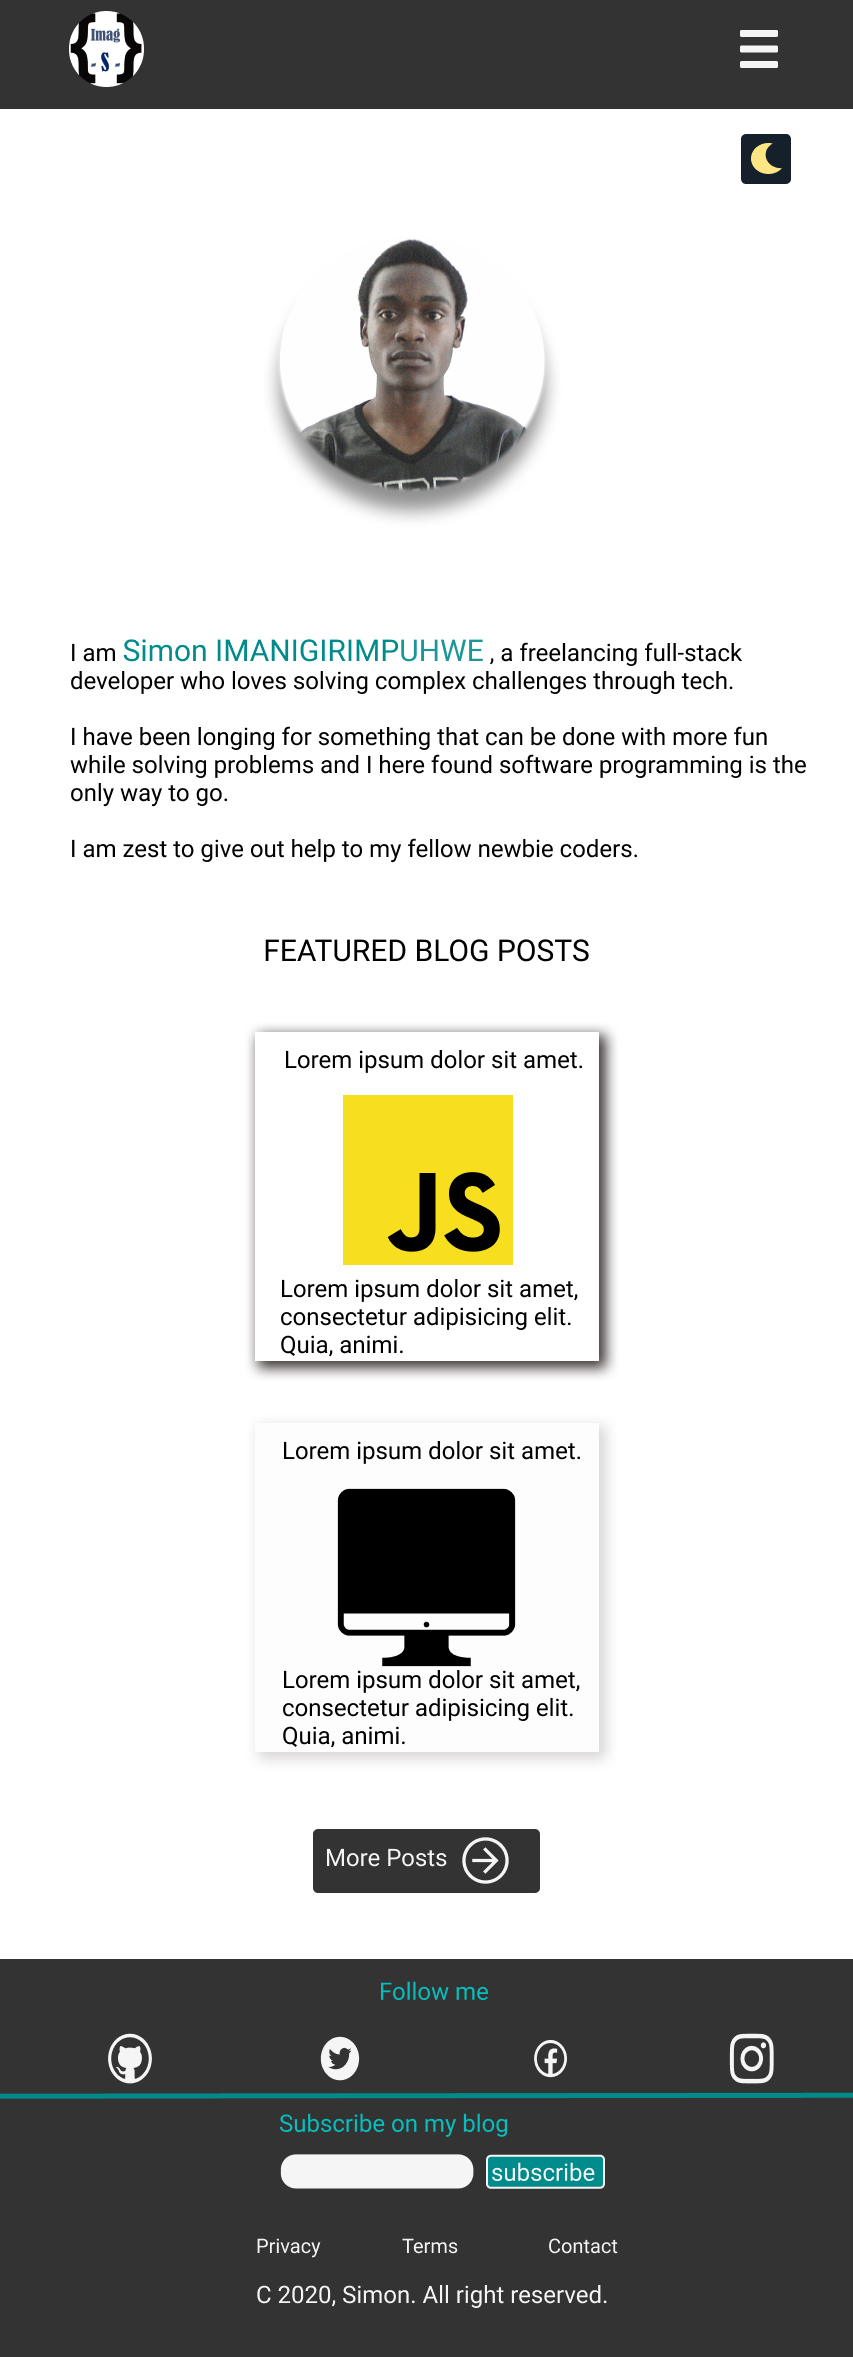 Imag
- S -
I am Simon IMANIGIRIMPUHWE , a freelancing full-stack
developer who loves solving complex challenges through tech.
I have been longing for something that can be done with more fun
while solving problems and I here found software programming is the
only way to go.
I am zest to give out help to my fellow newbie coders.
FEATURED BLOG POSTS
Lorem ipsum dolor sit amet.
JS
Lorem ipsum dolor sit amet,
consectetur adipisicing elit.
Quia, animi.
Lorem ipsum dolor sit amet.
Lorem ipsum dolor sit amet,
consectetur adipisicing elit.
Quia, animi.
More Posts
Follow me
Subscribe on my blog
subscribe
Privacy Terms Contact
C 2020, Simon. All right reserved.